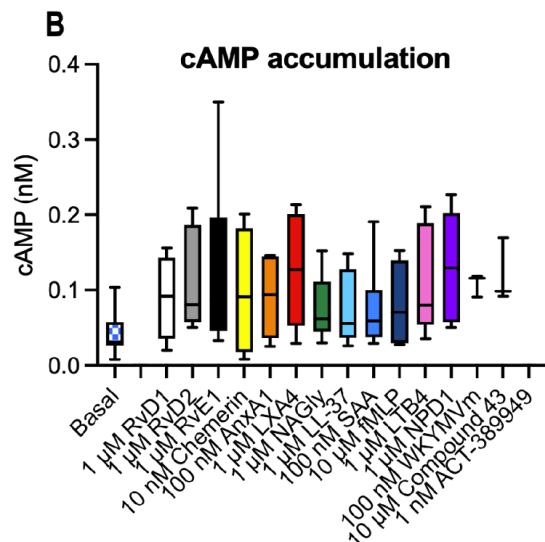 B
cAMP accumulation
cAMP (nM)
0.4
0.3
0.2
0.1
0.0
Basal
1 µM RvD1
1 µM RvD2
1 µM RvE1
10 nM Chemerin
100 nM AnxA1
1 µM LXA4
1 µM NAGly
1 µM LL-37
100 nM SAA
10 µM fMLP
1 µM LTB4
1 µM NPD1
100 nM WKYMV/m
10 µM Compound 43
1 nM ACT-389949